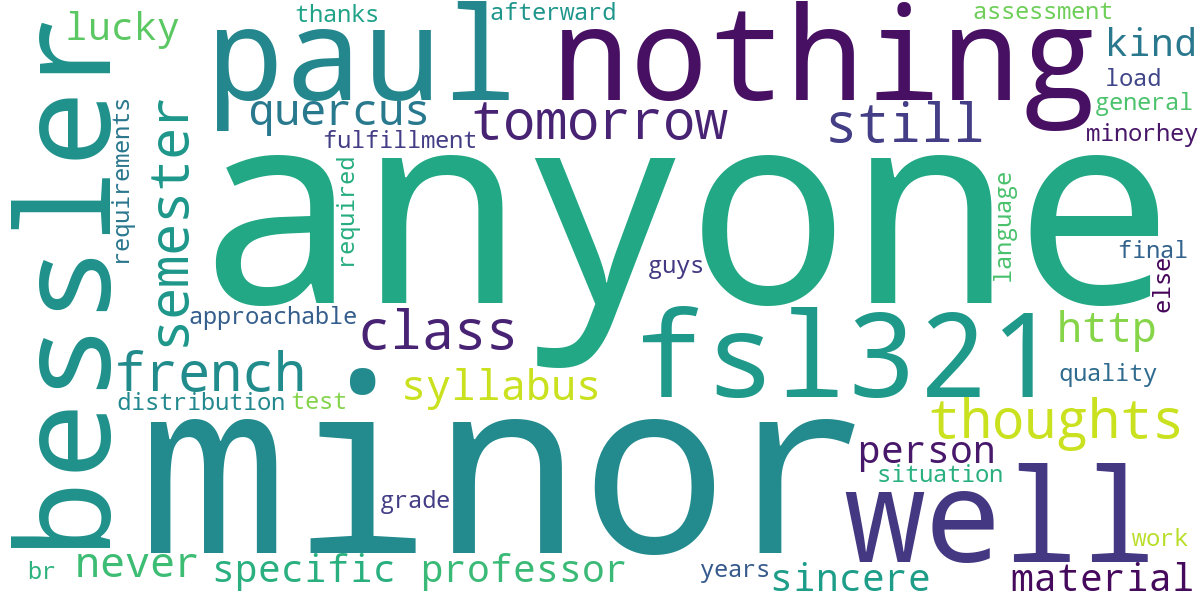 thanks
afterward
assessment
lucky
paul
nothing
kind
load
general
minorhey
quercus
tomorrow
still
fulfillment
bessler
requirements
semester
anyone
required
language
guys
final
else
approachable
class
fsl321
http
french
syllabus
quality
distribution
test
thoughts
minor
person
situation
well
grade
work
br
never
specific
professor
years
sincere
material